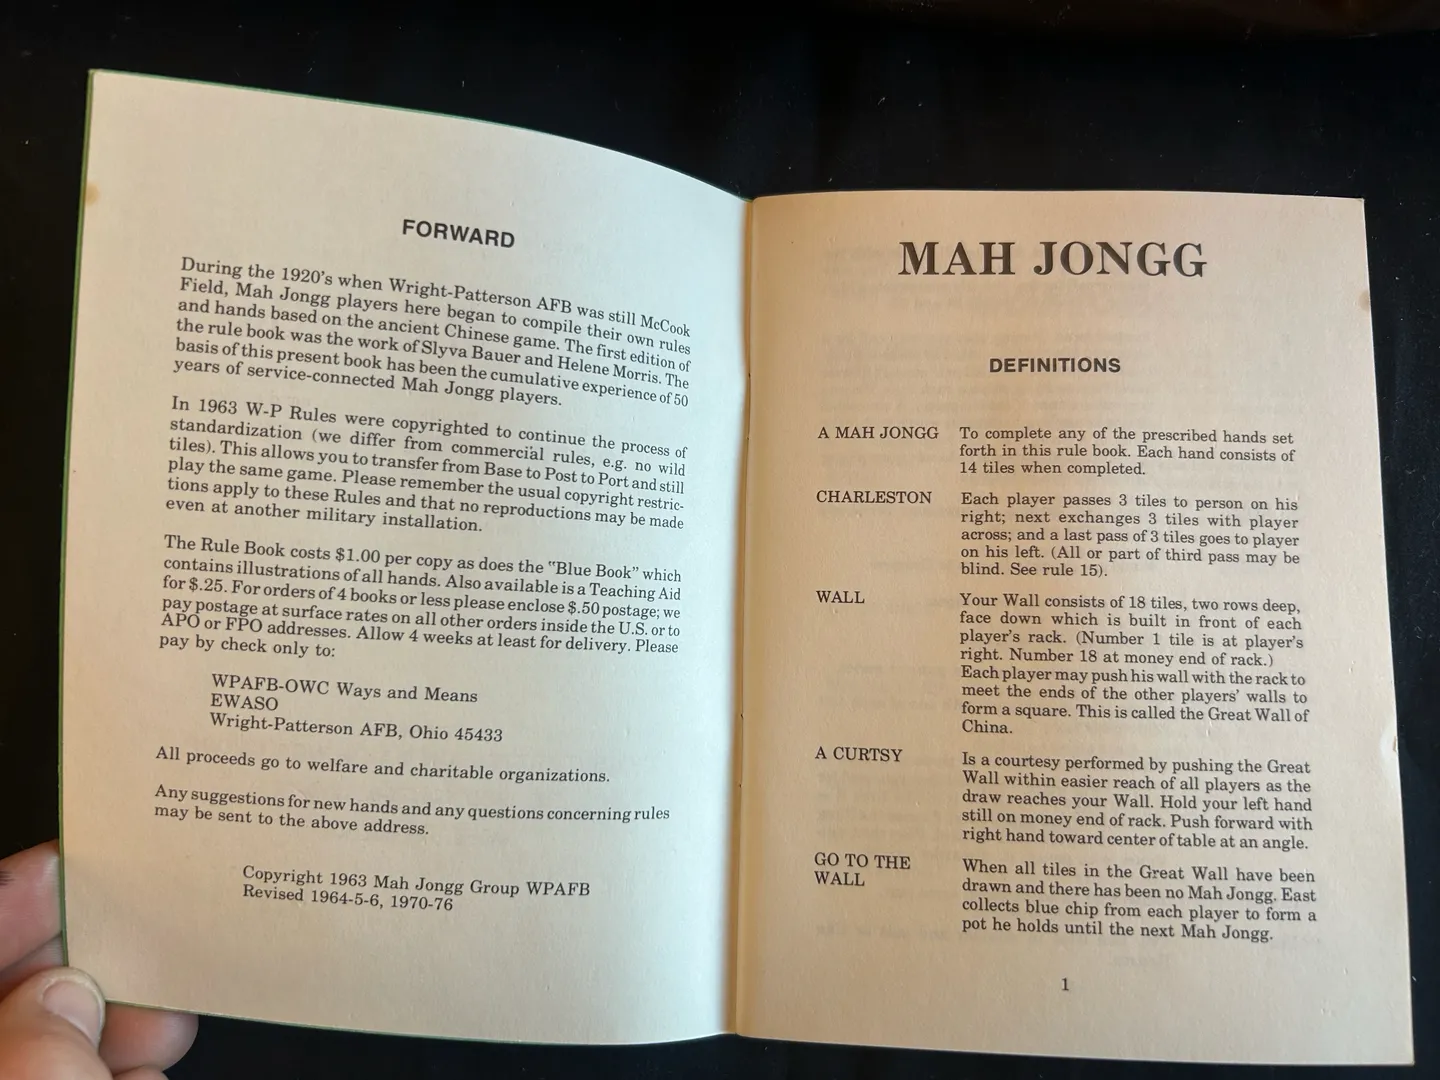 FORWARD
During the 1920's when Wright-Patterson AFB was still McCook
Field, Mah Jongg players here began to compile their own rules
and hands based on the ancient Chinese game. The first edition of
the rule book was the work of Slyva Bauer and Helene Morris. The
basis of this present book has been the cumulative experience of 50
years of service-connected Mah Jongg players.
In 1963 W-P Rules were copyrighted to continue the process of
standardization (we differ from commercial rules, e.g. no wild
tiles). This allows you to transfer from Base to Post to Port and still
play the same game. Please remember the usual copyright restric-
tions apply to these Rules and that no reproductions may be made
even at another military installation.
The Rule Book costs $1.00 per copy as does the "Blue Book" which
contains illustrations of all hands. Also available is a Teaching Aid
for $.25. For orders of 4 books or less please enclose $.50 postage; we
pay postage at surface rates on all other orders inside the U.S. or to
APO or FPO addresses. Allow 4 weeks at least for delivery. Please
pay by check only to:
WPAFB-OWC Ways and Means
EWASO
Wright-Patterson AFB, Ohio 45433
All proceeds go to welfare and charitable organizations.
Any suggestions for new hands and any questions concerning rules
may be sent to the above address.
Copyright 1963 Mah Jongg Group WPAFB
Revised 1964-5-6, 1970-76
MAH JONGG
DEFINITIONS
A MAH JONGG To complete any of the prescribed hands set
forth in this rule book. Each hand consists of
14 tiles when completed.
CHARLESTON Each player passes 3 tiles to person on his
right; next exchanges 3 tiles with player
across; and a last pass of 3 tiles goes to player
on his left. (All or part of third pass may be
blind. See rule 15).
WALL Your Wall consists of 18 tiles, two rows deep,
face down which is built in front of each
player's rack. (Number 1 tile is at player's
right. Number 18 at money end of rack.)
Each player may push his wall with the rack to
meet the ends of the other players' walls to
form a square. This is called the Great Wall of
China.
A CURTSY Is a courtesy performed by pushing the Great
Wall within easier reach of all players as the
draw reaches your Wall. Hold your left hand
still on money end of rack. Push forward with
right hand toward center of table at an angle.
GO TO THE When all tiles in the Great Wall have been
WALL drawn and there has been no Mah Jongg. East
collects blue chip from each player to form a
pot he holds until the next Mah Jongg.
1